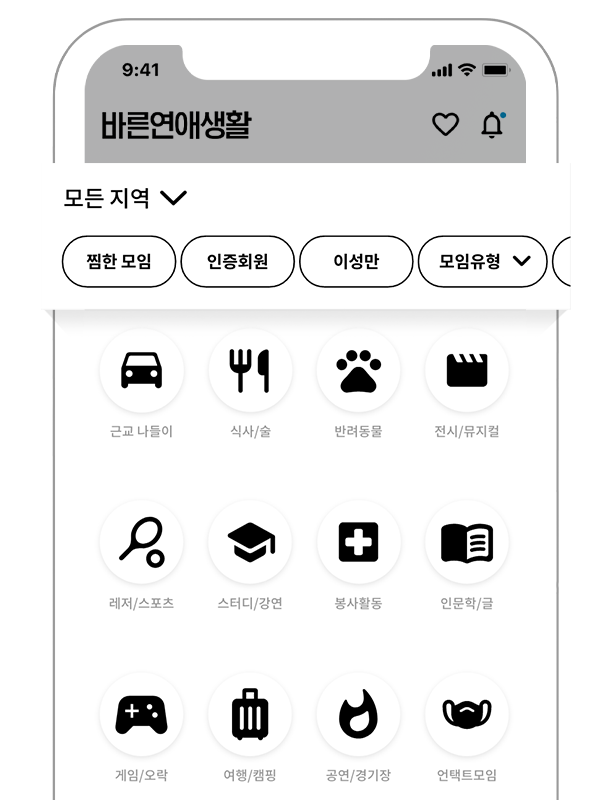 9:41
바른연애생활
모든 지역
찜한 모임 인증회원 이성만 모임유형
근교 나들이 식사/술 반려동물 전시/뮤지컬
레저/스포츠 스터디/강연 봉사활동 인문학/글
게임/오락 여행/캠핑 공연/경기장 언택트모임